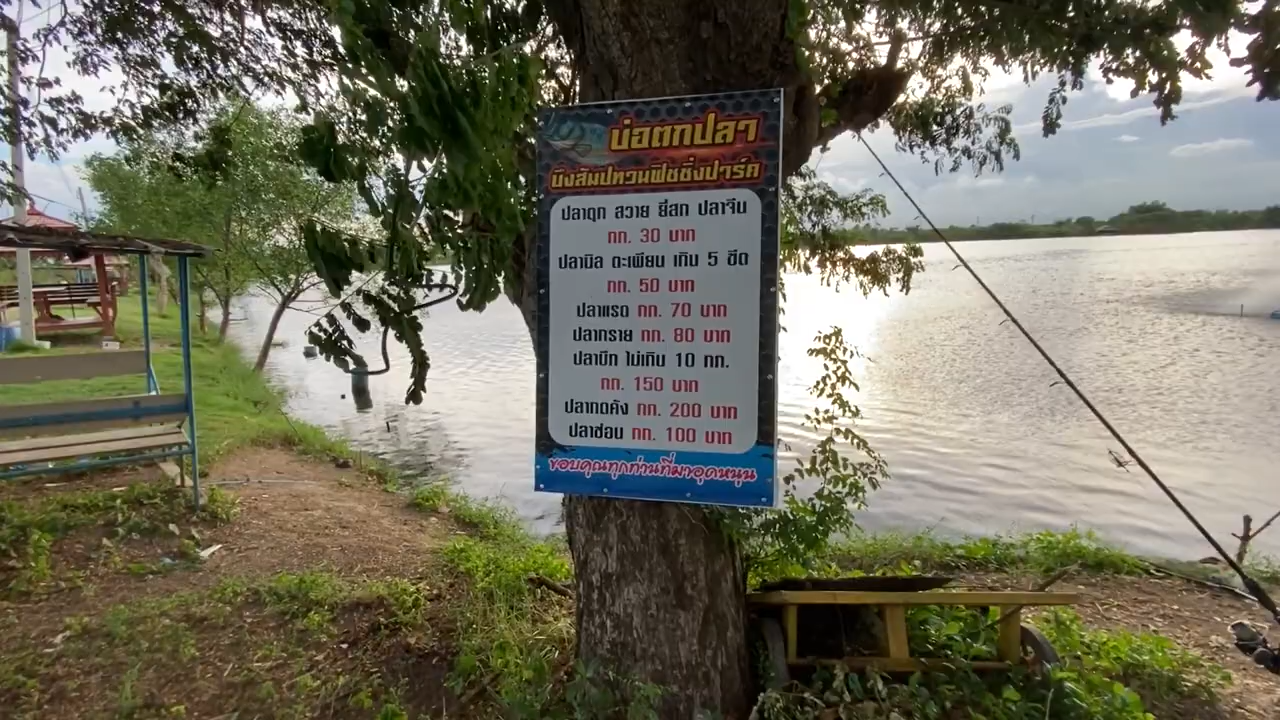 บ่อตกปลา
บึงส้มปทวนฟิชชิ่งปาร์ค
ปลาดุก สวาย ยี่สก ปลาจีน
กก. 30 บาท
ปลานิล ตะเพียน เกิน 5 ขีด
กก. 50 บาท
ปลาแรด กก. 70 บาท
ปลากราย กก. 80 บาท
ปลาบึก ไม่เกิน 10 กก.
กก. 150 บาท
ปลากดคัง กก. 200 บาท
ปลาช่อน กก. 100 บาท
ขอบคุณทุกท่านที่มาอุดหนุน